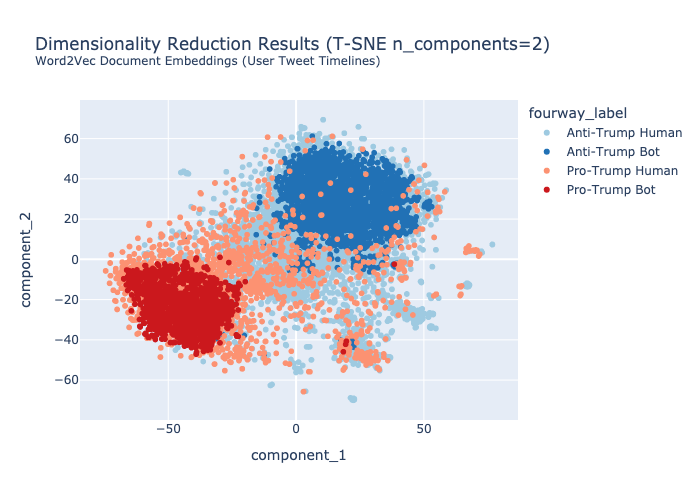 Dimensionality Reduction Results (T-SNE n_components=2)
Word2Vec Document Embeddings (User Tweet Timelines)
fourway_label
Anti-Trump Human
Anti-Trump Bot
Pro-Trump Human
Pro-Trump Bot
component_2
60
40
20
0
−20
−40
−60
−50
0
50
component_1